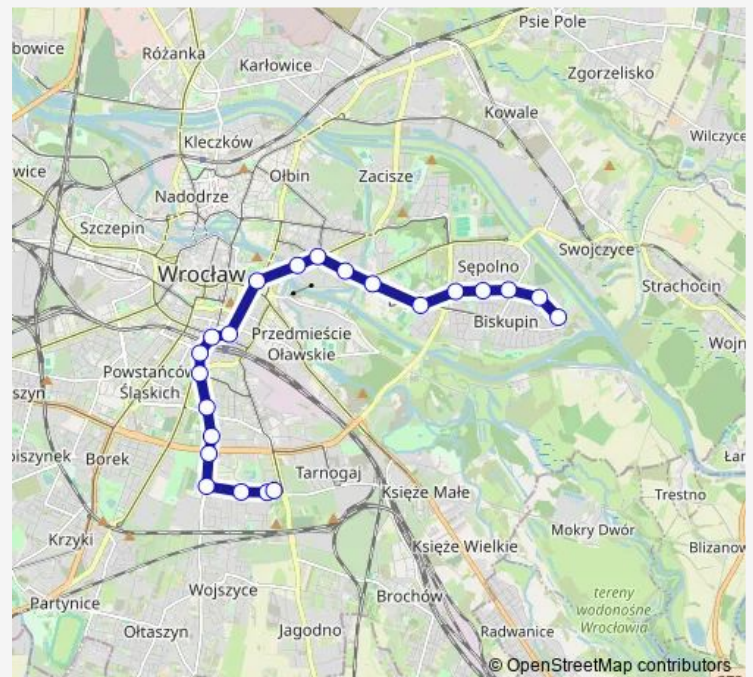 Psie Pole
bowice
Różanka
Karłowice
Zgorzelisko
Kowale
Wilczyce
Kleczków
wice
Ołbin
Zacisze
Nadodrze
Szczepin
Swojczyce
Wrocław
Sępolno
Strachocin
Biskupin
Przedmieście
Oławskie
Wojn
Powstańców
Śląskich
szyn
piszynek
Borek
Tarnogaj
Łan
Księże Małe
Trestno
Krzyki
Mokry Dwór
Księże Wielkie
Blizanow
Wojszyce
Brochów
tereny
wodonośne
Wrocławia
Partynice
Ołtaszyn
Jagodno
Radwanice
© OpenStreetMap contributors